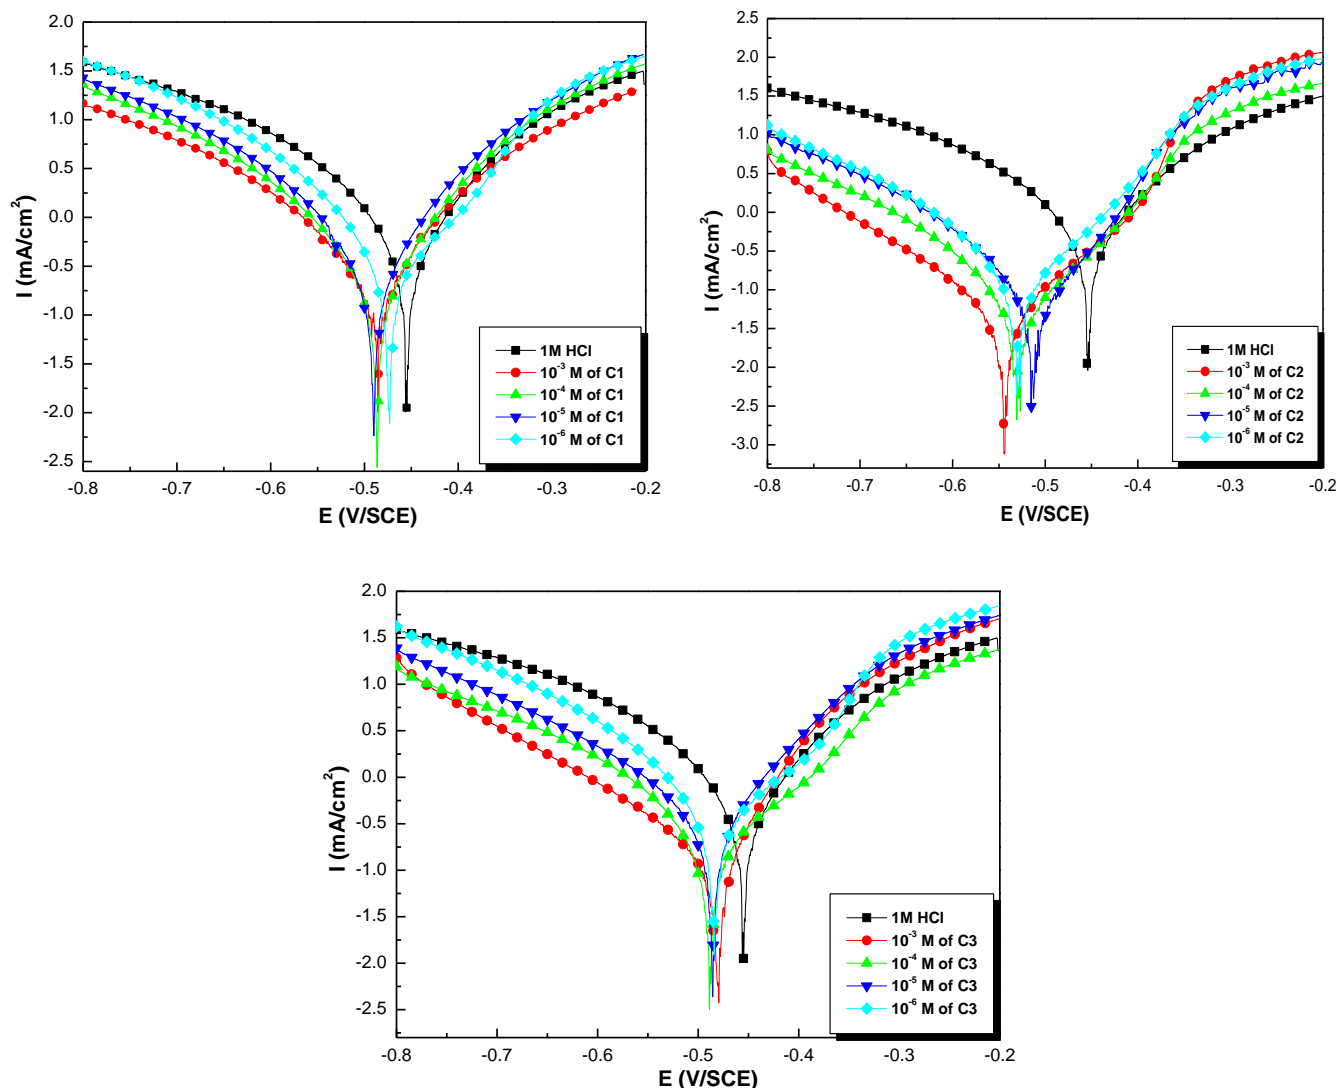 2.0
1.5
1.0
0.5
0.0
-0.5
-1.0
-1.5
-2.0
-2.5
I (mA/cm²)
-0.8 -0.7 -0.6 -0.5 -0.4 -0.3 -0.2
E (V/SCE)
1M HCl
10⁻³ M of C1
10⁻⁴ M of C1
10⁻⁵ M of C1
10⁻⁶ M of C1
2.5
2.0
1.5
1.0
0.5
0.0
-0.5
-1.0
-1.5
-2.0
-2.5
-3.0
I (mA/cm²)
-0.8 -0.7 -0.6 -0.5 -0.4 -0.3 -0.2
E (V/SCE)
1M HCl
10⁻³ M of C2
10⁻⁴ M of C2
10⁻⁵ M of C2
10⁻⁶ M of C2
2.0
1.5
1.0
0.5
0.0
-0.5
-1.0
-1.5
-2.0
-2.5
I (mA/cm²)
-0.8 -0.7 -0.6 -0.5 -0.4 -0.3 -0.2
E (V/SCE)
1M HCl
10⁻³ M of C3
10⁻⁴ M of C3
10⁻⁵ M of C3
10⁻⁶ M of C3